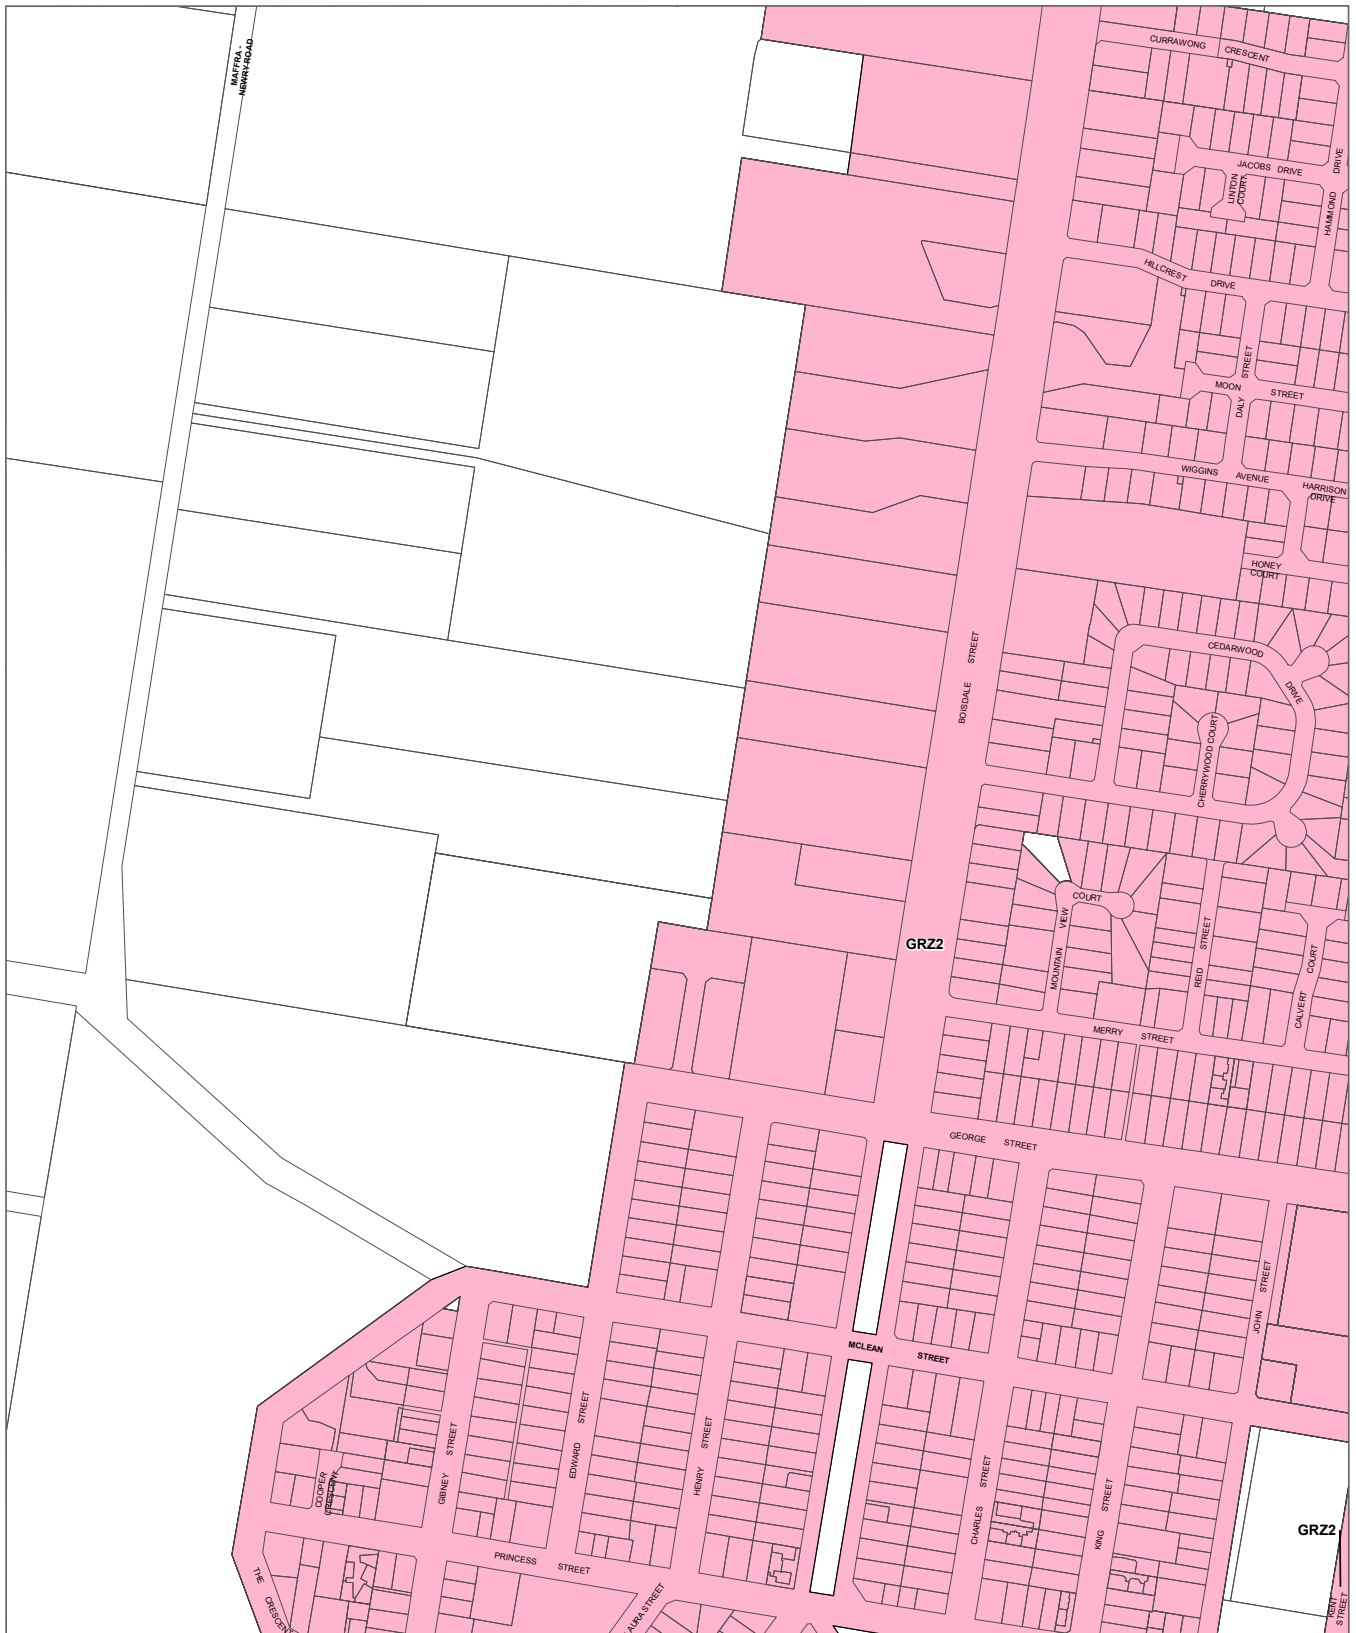 MAFFRA -
NEWRY ROAD
CURRAWONG CRESCENT
JACOBS DRIVE
DRIVE
LINTON
COURT
HAMMOND
HILLCREST DRIVE
STREET
MOON STREET
DALY
WIGGINS AVENUE
HARRISON
DRIVE
HONEY
COURT
CEDARWOOD
DRIVE
BOISDALE STREET
CHERRYWOOD COURT
COURT
MOUNTAIN VIEW
REID STREET
CALVERT COURT
GRZ2
MERRY STREET
GEORGE STREET
JOHN STREET
MCLEAN STREET
GIBNEY STREET
EDWARD STREET
HENRY STREET
CHARLES STREET
KING STREET
COOPER
CRESCENT
GRZ2
PRINCESS STREET
THE CRESCENT
LAURA STREET
KENT
STREET